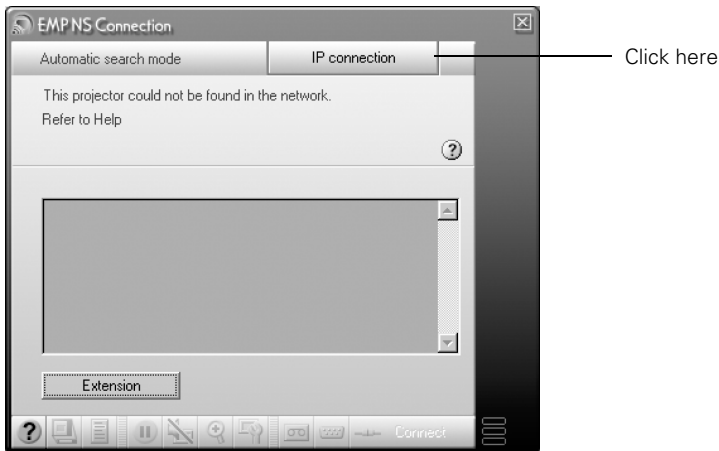 EMP NS Connection
Automatic search mode
IP connection
Click here
This projector could not be found in the network.
Refer to Help
?
Extension
? Connect